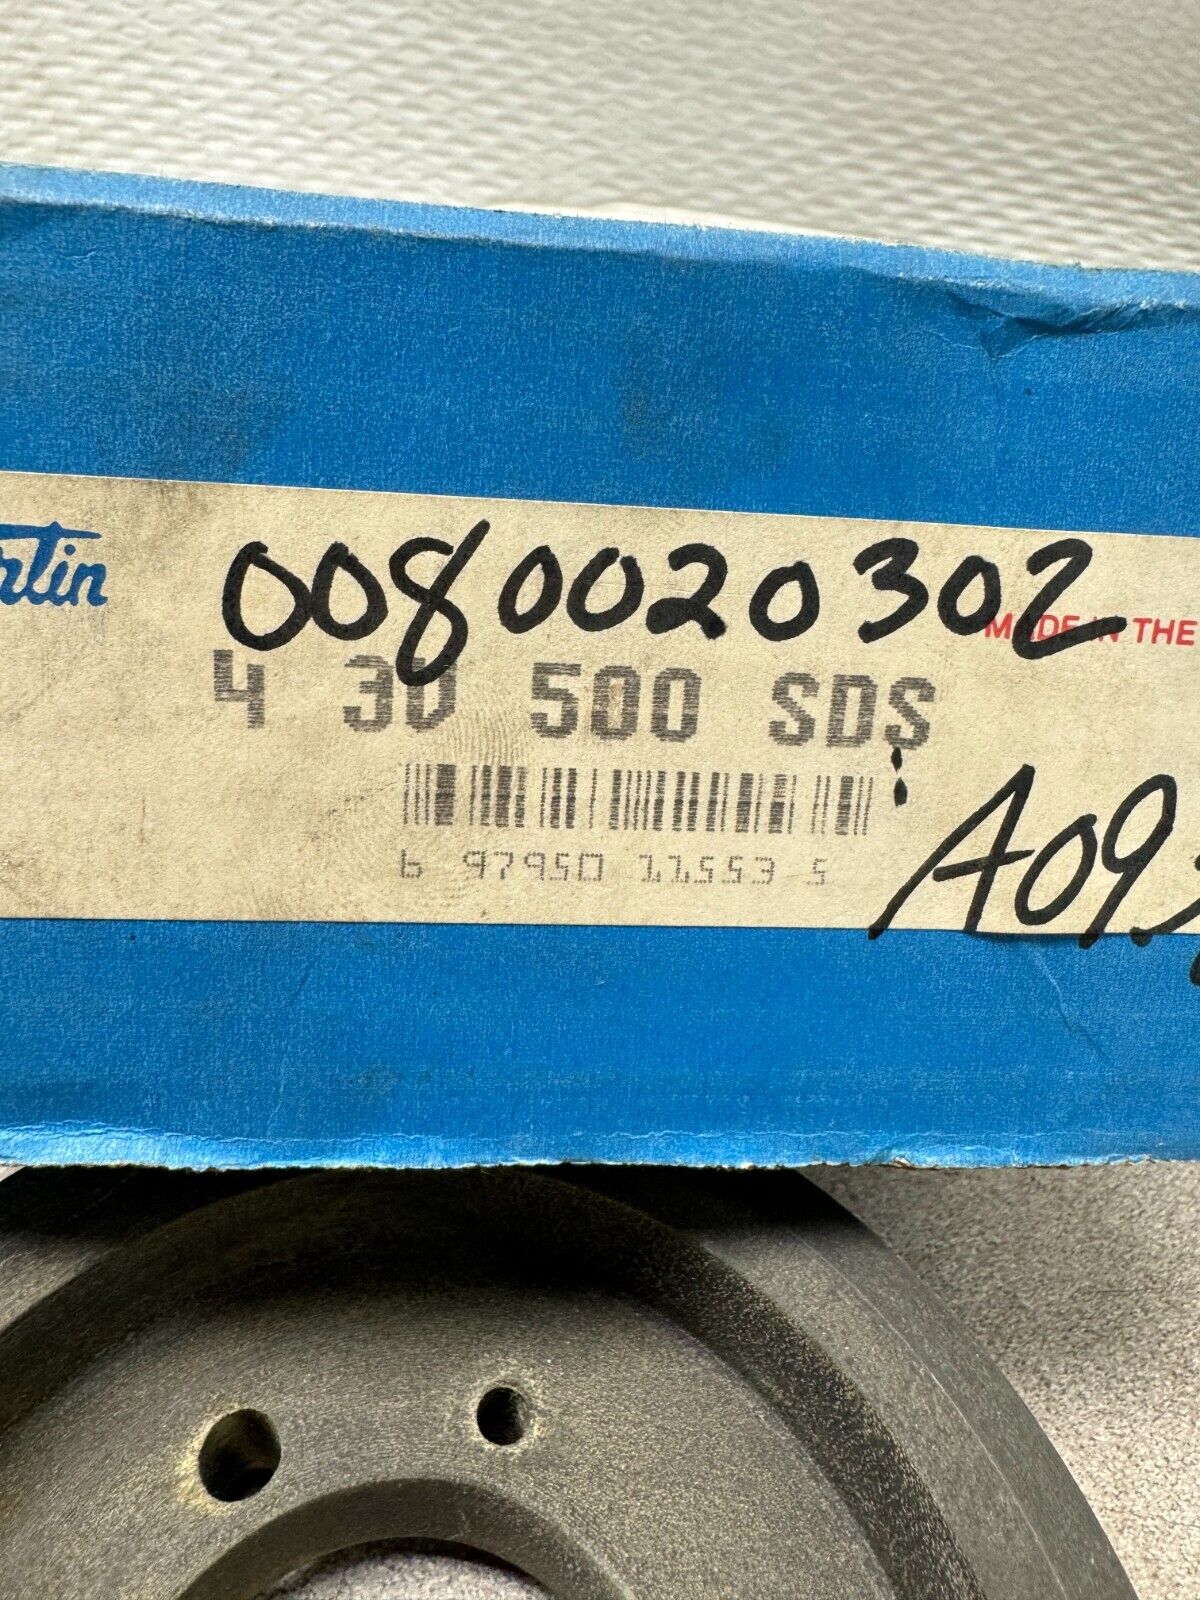 rtin
0080020302
MADE IN THE
4 3V 500 SDS
6 97950 11553 5
A09